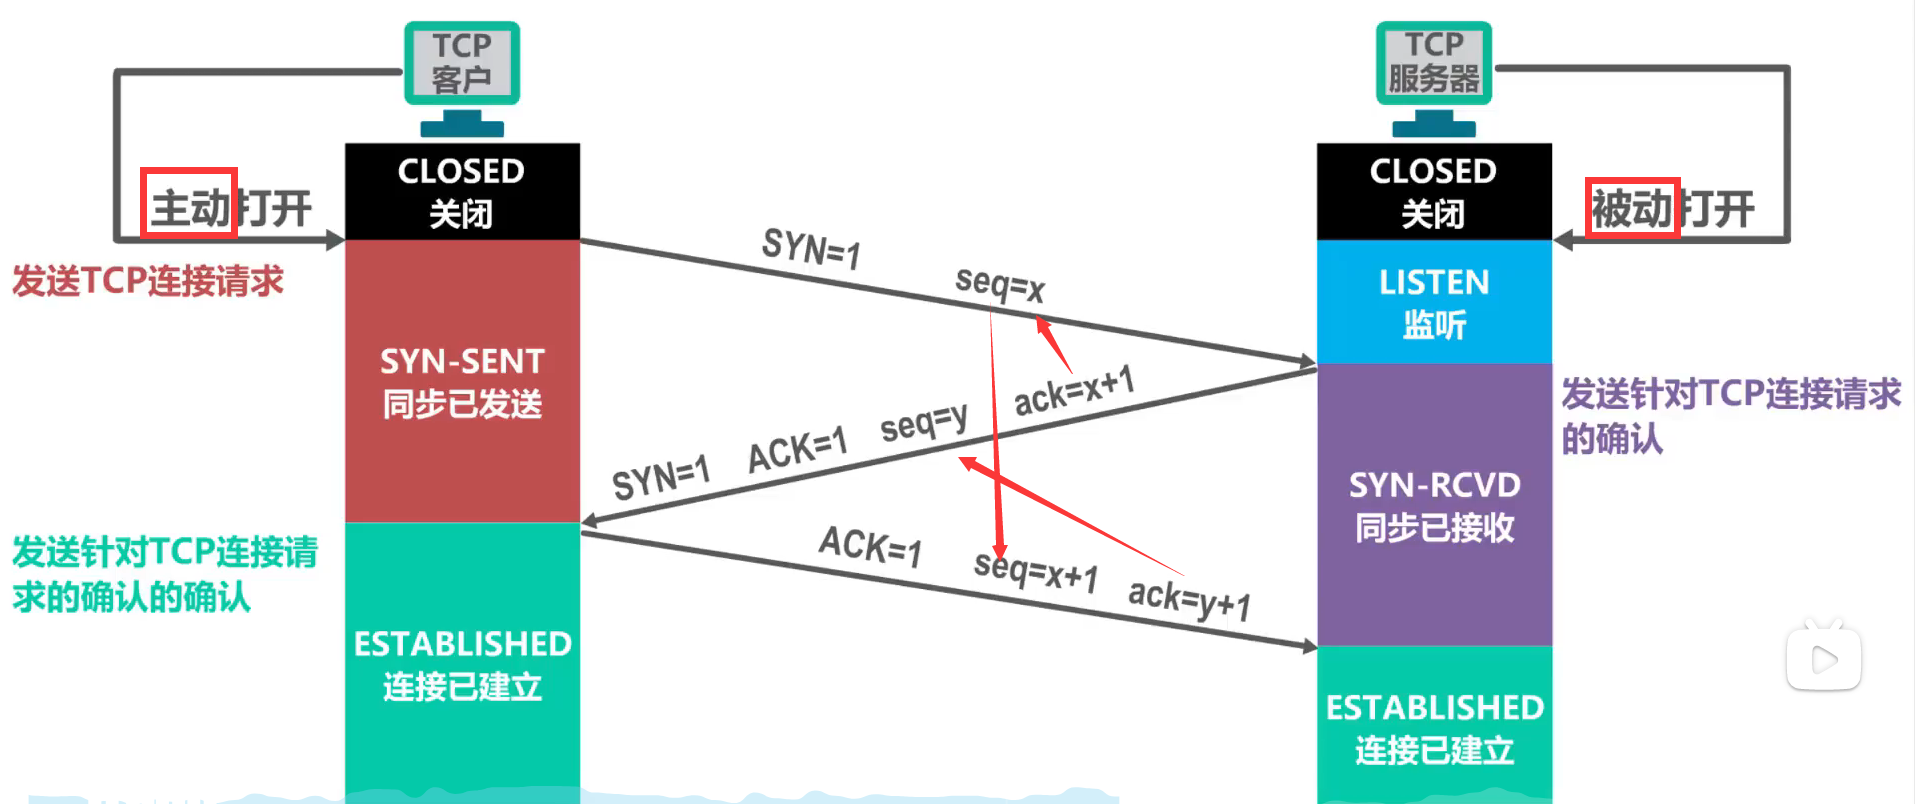 TCP
客户
TCP
服务器
CLOSED
关闭
CLOSED
关闭
主动打开
被动打开
SYN=1 seq=x
发送TCP连接请求
LISTEN
监听
SYN-SENT
同步已发送
发送针对TCP连接请求
的确认
SYN=1 ACK=1 seq=y ack=x+1
SYN-RCVD
同步已接收
发送针对TCP连接请
求的确认的确认
ACK=1 seq=x+1 ack=y+1
ESTABLISHED
连接已建立
ESTABLISHED
连接已建立